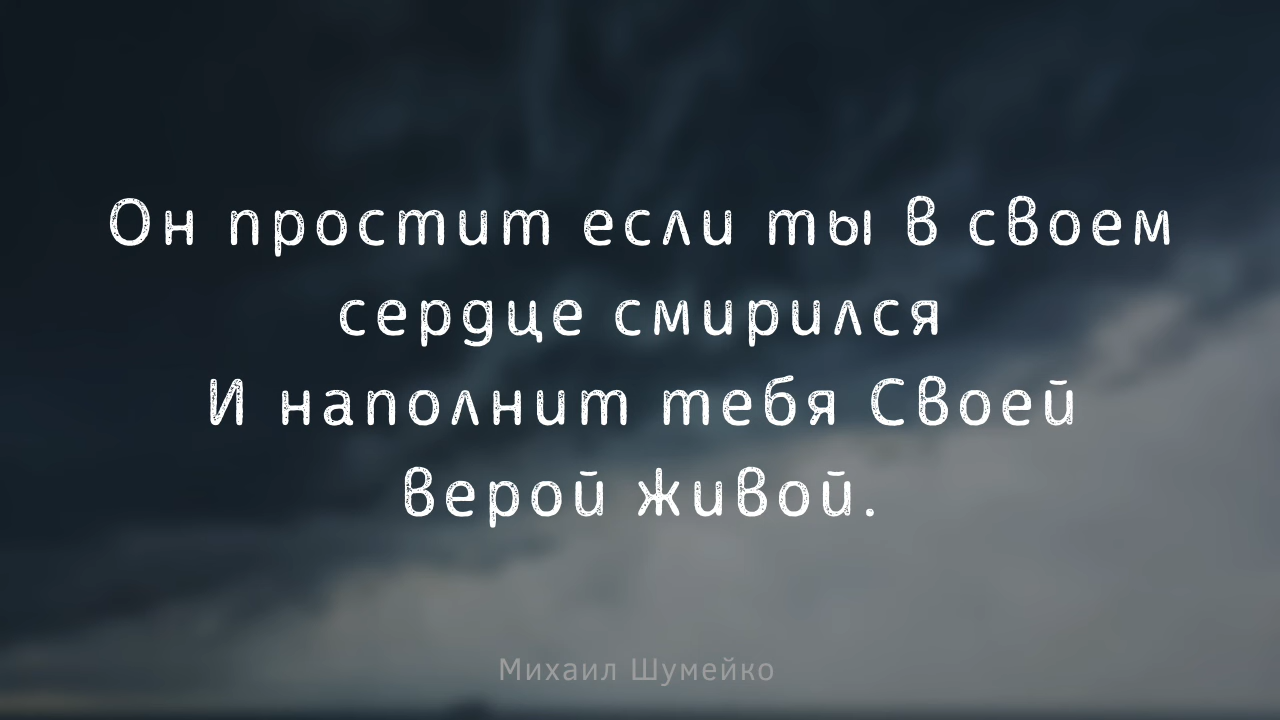 Он простит если ты в своем
сердце смирился
И наполнит тебя Своей
верой живой.
Михаил Шумейко